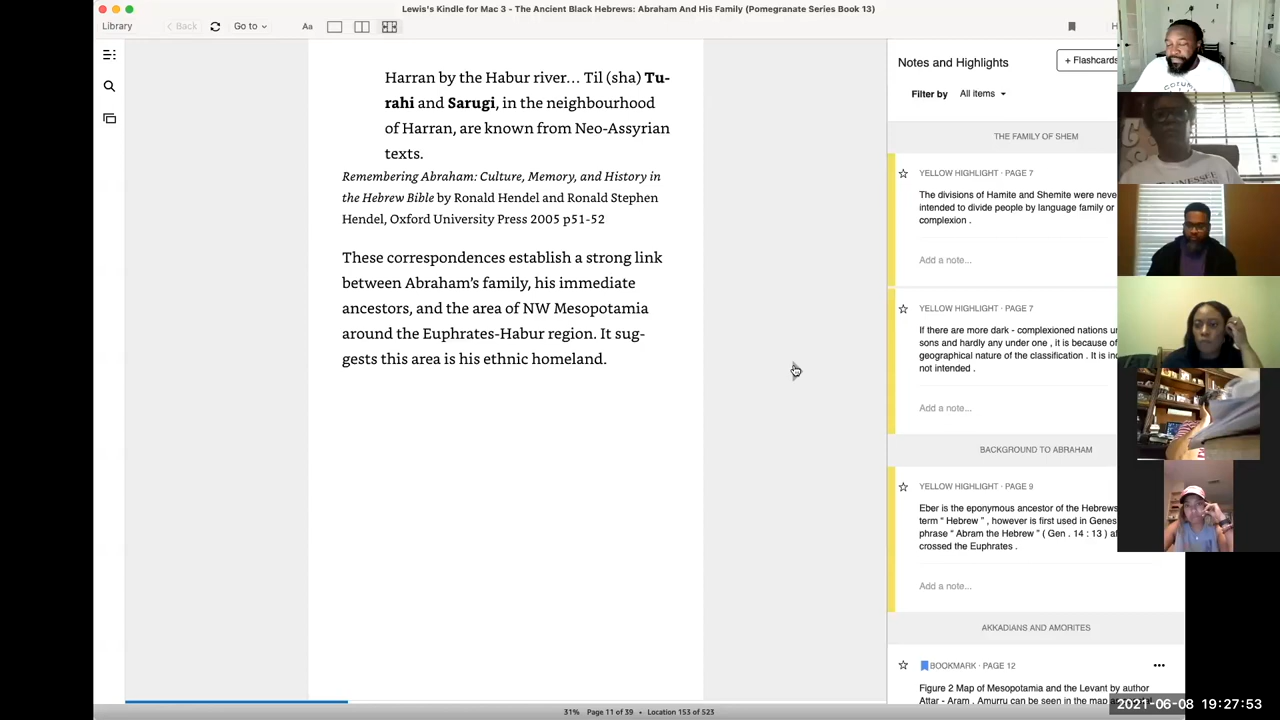 Lewis's Kindle for Mac 3 - The Ancient Black Hebrews: Abraham And His Family (Pomegranate Series Book 13)
Library
Back
Go to
Aa
Harran by the Habur river… Til (sha) Tu-
rahi and Sarugi, in the neighbourhood
of Harran, are known from Neo-Assyrian
texts.
Remembering Abraham: Culture, Memory, and History in
the Hebrew Bible by Ronald Hendel and Ronald Stephen
Hendel, Oxford University Press 2005 p51-52
These correspondences establish a strong link
between Abraham's family, his immediate
ancestors, and the area of NW Mesopotamia
around the Euphrates-Habur region. It sug-
gests this area is his ethnic homeland.
31% Page 11 of 39 • Location 153 of 523
Notes and Highlights
+ Flashcards
Filter by All items
THE FAMILY OF SHEM
YELLOW HIGHLIGHT · PAGE 7
The divisions of Hamite and Shemite were neve
intended to divide people by language family or
complexion .
Add a note...
YELLOW HIGHLIGHT · PAGE 7
If there are more dark - complexioned nations un
sons and hardly any under one , it is because of
geographical nature of the classification . It is inc
not intended .
Add a note...
BACKGROUND TO ABRAHAM
YELLOW HIGHLIGHT · PAGE 9
Eber is the eponymous ancestor of the Hebrews
term " Hebrew " , however is first used in Genes
phrase " Abram the Hebrew " ( Gen . 14 : 13 ) af
crossed the Euphrates .
Add a note...
AKKADIANS AND AMORITES
BOOKMARK · PAGE 12
Figure 2 Map of Mesopotamia and the Levant by author
Attar - Aram . Amurru can be seen in the map
2021-06-08 19:27:53